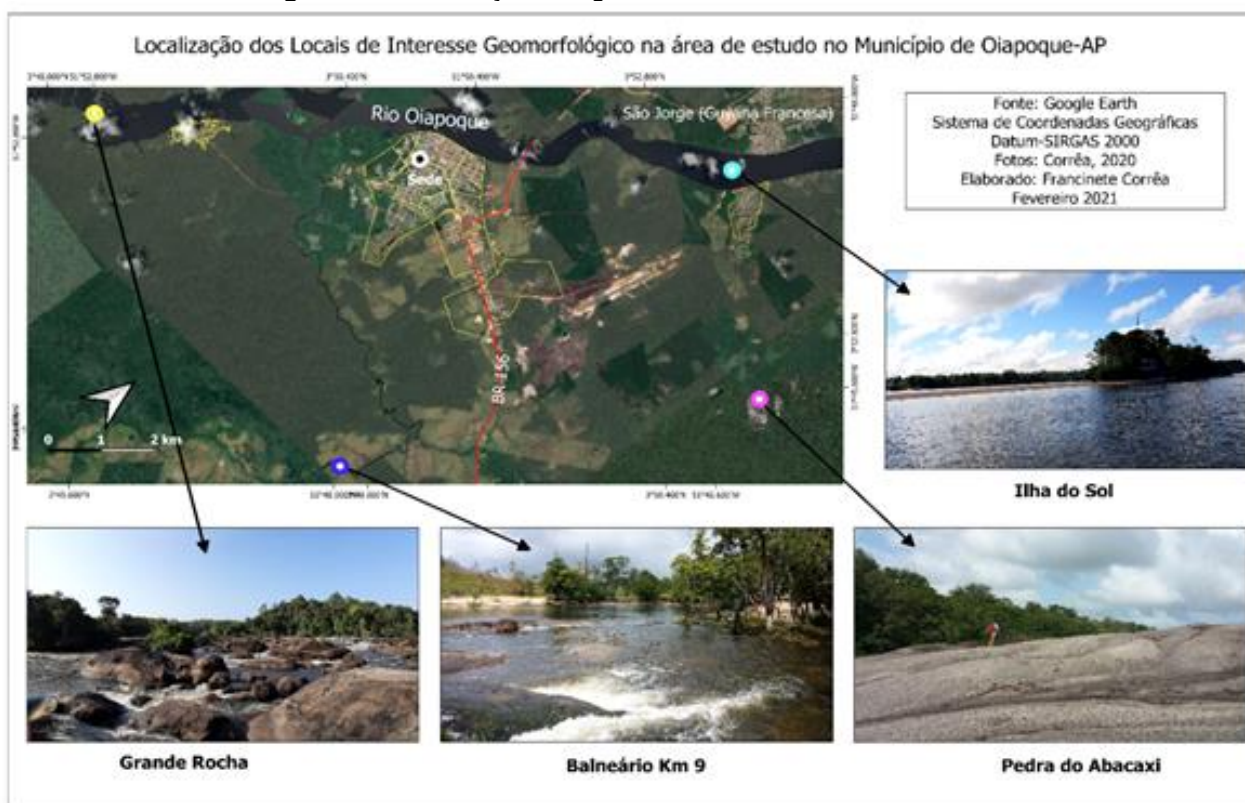 Localização dos Locais de Interesse Geomorfológico na área de estudo no Município de Oiapoque-AP
Rio Oiapoque
São Jorge (Guyana Francesa)
Sede
BR-156
0 1 2 km
Fonte: Google Earth
Sistema de Coordenadas Geográficas
Datum-SIRGAS 2000
Fotos: Corrêa, 2020
Elaborado: Francinete Corrêa
Fevereiro 2021
Ilha do Sol
Grande Rocha
Balneário Km 9
Pedra do Abacaxi